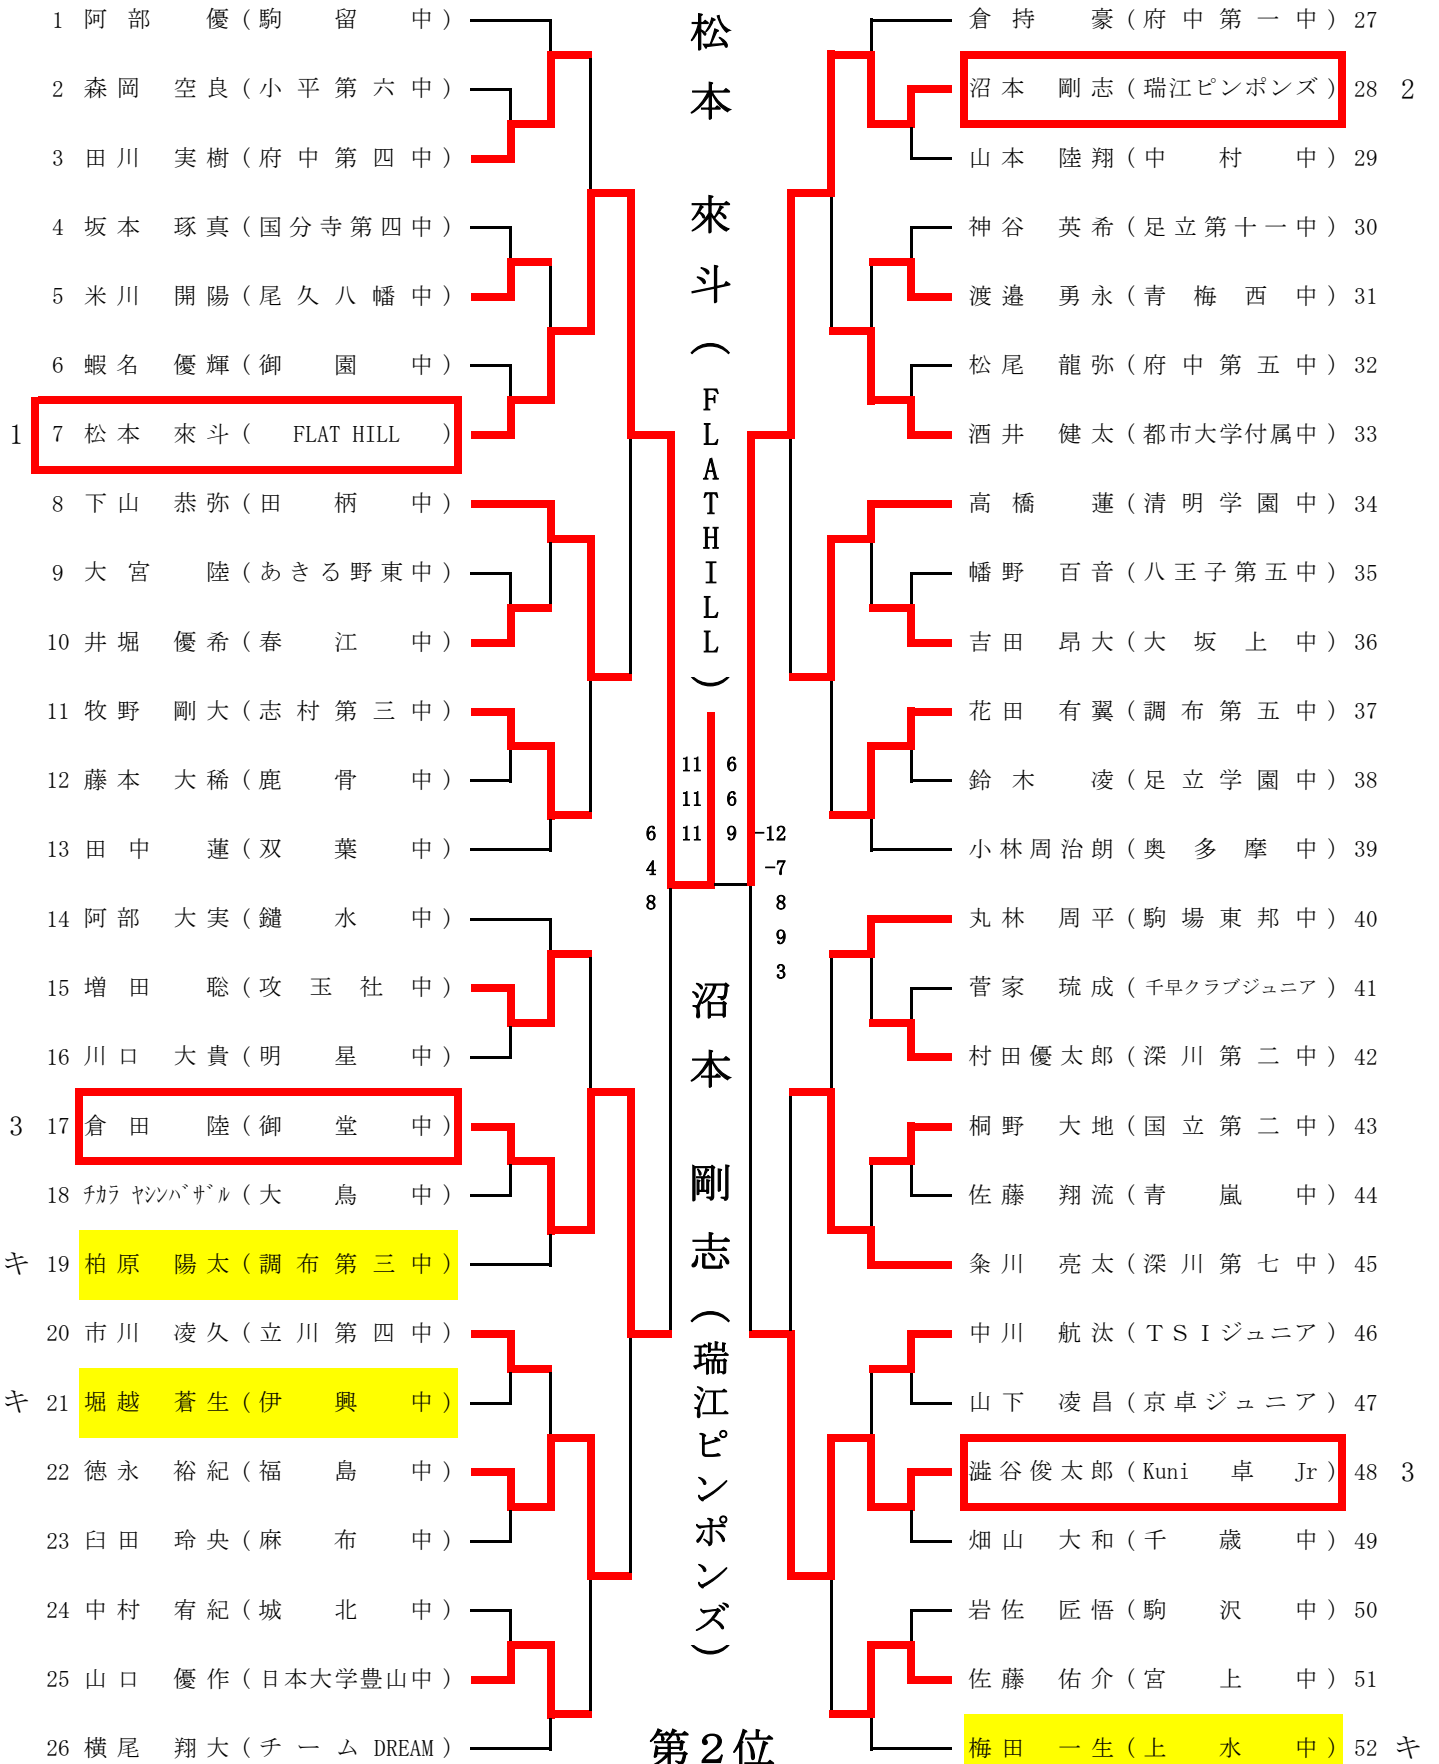 1 阿部 優(駒留中)
2 森岡 空良(小平第六中)
3 田川 実樹(府中第四中)
4 坂本 琢真(国分寺第四中)
5 米川 開陽(尾久八幡中)
6 蝦名 優輝(御園中)
1 7 松本 來斗( FLAT HILL )
8 下山 恭弥(田柄中)
9 大宮 陸(あきる野東中)
10 井堀 優希(春江中)
11 牧野 剛大(志村第三中)
12 藤本 大稀(鹿骨中)
13 田中 蓮(双葉中)
14 阿部 大実(鑓水中)
15 増田 聡(攻玉社中)
16 川口 大貴(明星中)
3 17 倉田 陸(御堂中)
18 チカラ ヤシンバザル(大鳥中)
キ 19 柏原 陽太(調布第三中)
20 市川 凌久(立川第四中)
キ 21 堀越 蒼生(伊興中)
22 徳永 裕紀(福島中)
23 臼田 玲央(麻布中)
24 中村 宥紀(城北中)
25 山口 優作(日本大学豊山中)
26 横尾 翔大(チーム DREAM)
松本 來斗(FLATHILL)
11 6
11 6
11 9
6
4
8
-12
-7
8
9
3
沼本 剛志(瑞江ピンポンズ)
第2位
倉持 豪(府中第一中) 27
沼本 剛志(瑞江ピンポンズ) 28 2
山本 陸翔(中村中) 29
神谷 英希(足立第十一中) 30
渡邉 勇永(青梅西中) 31
松尾 龍弥(府中第五中) 32
酒井 健太(都市大学付属中) 33
高橋 蓮(清明学園中) 34
幡野 百音(八王子第五中) 35
吉田 昂大(大坂上中) 36
花田 有翼(調布第五中) 37
鈴木 凌(足立学園中) 38
小林周治朗(奥多摩中) 39
丸林 周平(駒場東邦中) 40
菅家 琉成(千早クラブジュニア) 41
村田優太郎(深川第二中) 42
桐野 大地(国立第二中) 43
佐藤 翔流(青嵐中) 44
粂川 亮太(深川第七中) 45
中川 航汰(TSIジュニア) 46
山下 凌昌(京卓ジュニア) 47
澁谷俊太郎(Kuni 卓 Jr) 48 3
畑山 大和(千歳中) 49
岩佐 匠悟(駒沢中) 50
佐藤 佑介(宮上中) 51
梅田 一生(上水中) 52 キ